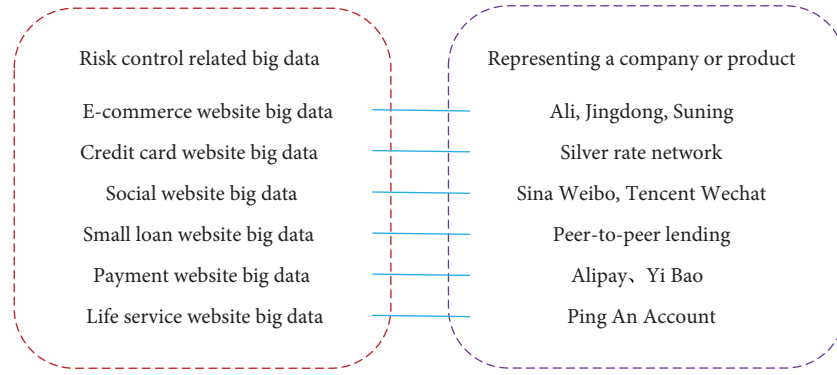 Risk control related big data
Representing a company or product
E-commerce website big data
Ali, Jingdong, Suning
Credit card website big data
Silver rate network
Social website big data
Sina Weibo, Tencent Wechat
Small loan website big data
Peer-to-peer lending
Payment website big data
Alipay、Yi Bao
Life service website big data
Ping An Account